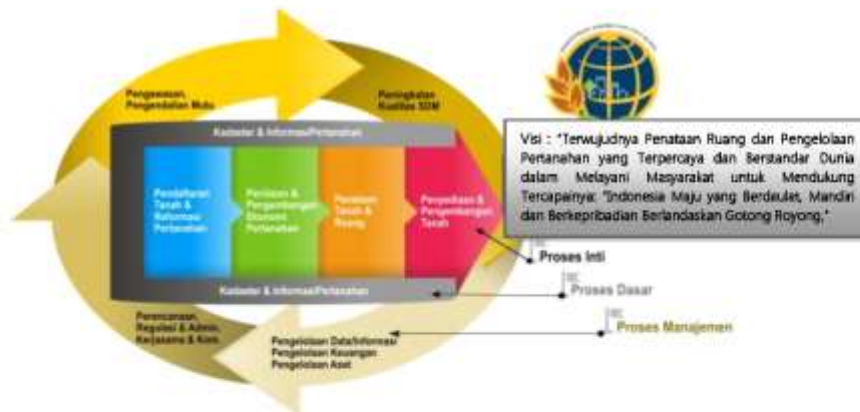 Pengawasan,
Pengendalian Mutu
Peningkatan
Kualitas SDM
Kadaster & Informasi Pertanahan
Pendaftaran
Tanah &
Reformasi
Pertanahan
Penilaian &
Pengembangan
Ekonomi
Pertanahan
Penataan
Tanah &
Ruang
Penyediaan &
Pengembangan
Tanah
Kadaster & Informasi/Pertanahan
Perencanaan,
Regulasi & Admin,
Kerjasama & Kom.
Pengelolaan Data/Informasi
Pengelolaan Keuangan
Pengelolaan Aset
Visi : "Terwujudnya Penataan Ruang dan Pengelolaan
Pertanahan yang Terpercaya dan Berstandar Dunia
dalam Melayani Masyarakat untuk Mendukung
Tercapainya: "Indonesia Maju yang Berdaulat, Mandiri
dan Berkepribadian Berlandaskan Gotong Royong."
Proses Inti
Proses Dasar
Proses Manajemen